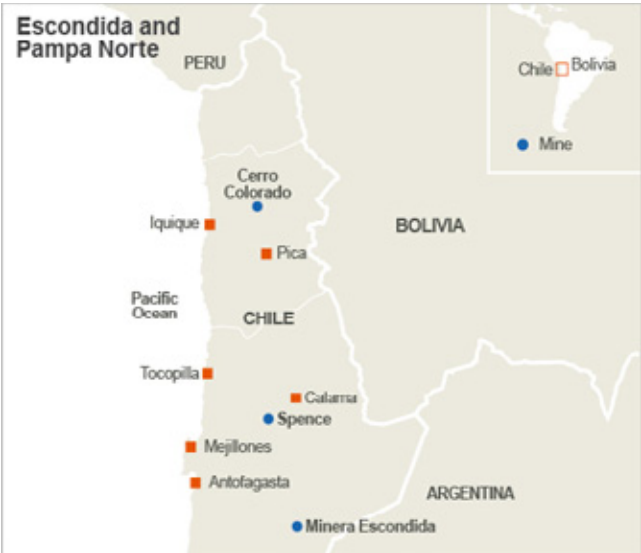 Escondida and
Pampa Norte
PERU
Chile
Bolivia
Mine
Cerro
Colorado
Iquique
BOLIVIA
Pica
Pacific
Ocean
CHILE
Tocopilla
Calama
Spence
Mejillones
Antofagasta
ARGENTINA
Minera Escondida